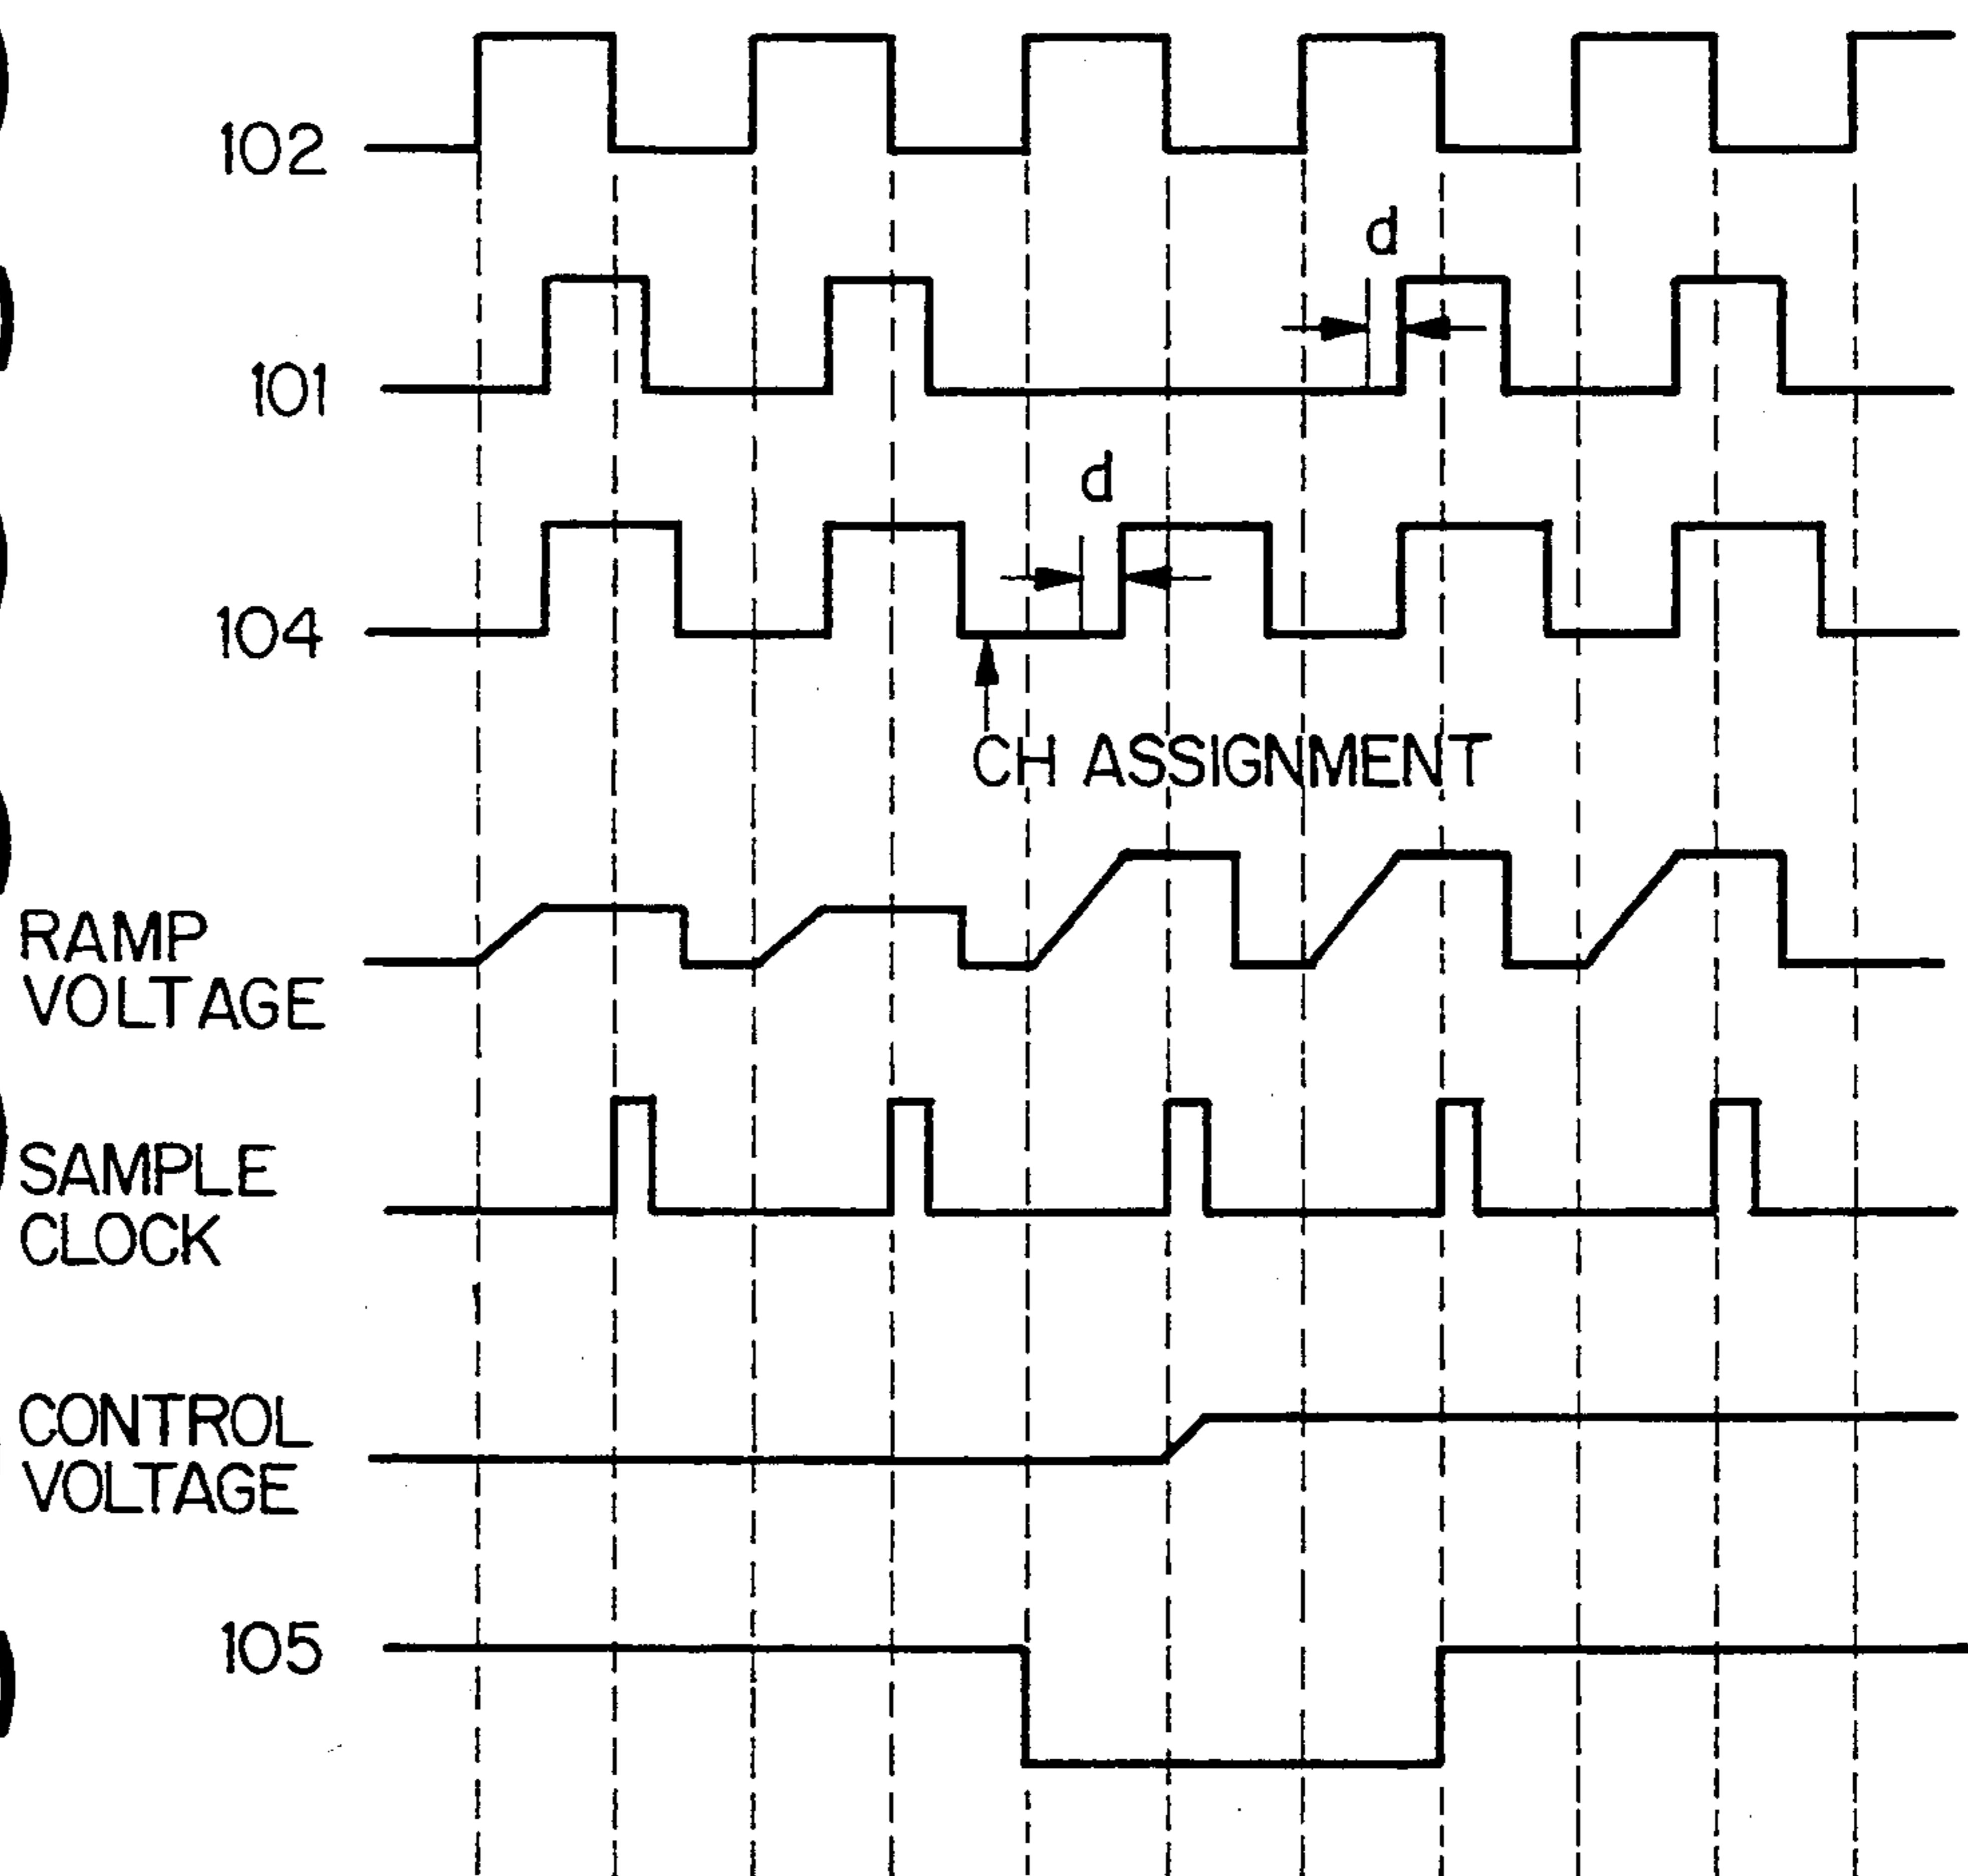 102
d
101
d
104
CH ASSIGNMENT
RAMP
VOLTAGE
SAMPLE
CLOCK
CONTROL
VOLTAGE
105